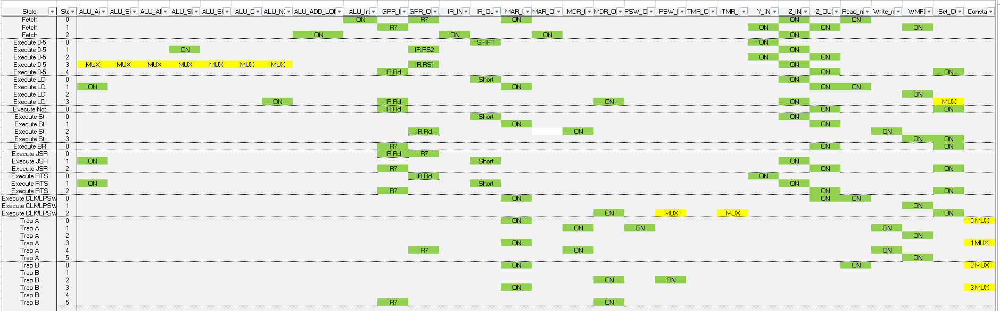 State Ste ALU_A ALU_S ALU_A ALU_S ALU_S ALU_C ALU_N ALU_ADD_LO ALU_In GPR_I GPR_O IR_IN IR_Ou MAR_I MAR_O MDR_I MDR_O PSW_O PSW_I TMR_O TMR_I Y_IN Z_IN Z_OU Read_m Write_n WMF Set_C Consta
Fetch 0 ON R7 ON ON ON
Fetch 1 R7 ON ON ON
Fetch 2 ON ON ON ON
Execute 0-5 0 SHIFT ON
Execute 0-5 1 ON IR.RS2 ON
Execute 0-5 2 ON ON
Execute 0-5 3 MUX MUX MUX MUX MUX MUX MUX IR.RS1 ON
Execute 0-5 4 IR.Rd ON ON
Execute LD 0 Short ON
Execute LD 1 ON ON ON ON
Execute LD 2 ON
Execute LD 3 ON IR.Rd ON ON MUX
Execute Not 0 IR.Rd ON ON
Execute St 0 Short ON
Execute St 1 ON ON
Execute St 2 IR.Rd ON ON
Execute St 3 ON ON
Execute BR 0 R7 ON ON
Execute JSR 0 IR.Rd R7
Execute JSR 1 ON Short ON
Execute JSR 2 R7 ON ON
Execute RTS 0 IR.Rd ON
Execute RTS 1 ON Short ON
Execute RTS 2 R7 ON ON
Execute CLK/LPSW 0 ON ON ON
Execute CLK/LPSW 1 ON
Execute CLK/LPSW 2 ON MUX MUX ON
Trap A 0 ON 0 MUX
Trap A 1 ON ON ON
Trap A 2 ON
Trap A 3 ON 1 MUX
Trap A 4 R7 ON ON
Trap A 5 ON
Trap B 0 ON ON 2 MUX
Trap B 1
Trap B 2 ON ON
Trap B 3 ON 3 MUX
Trap B 4
Trap B 5 R7 ON